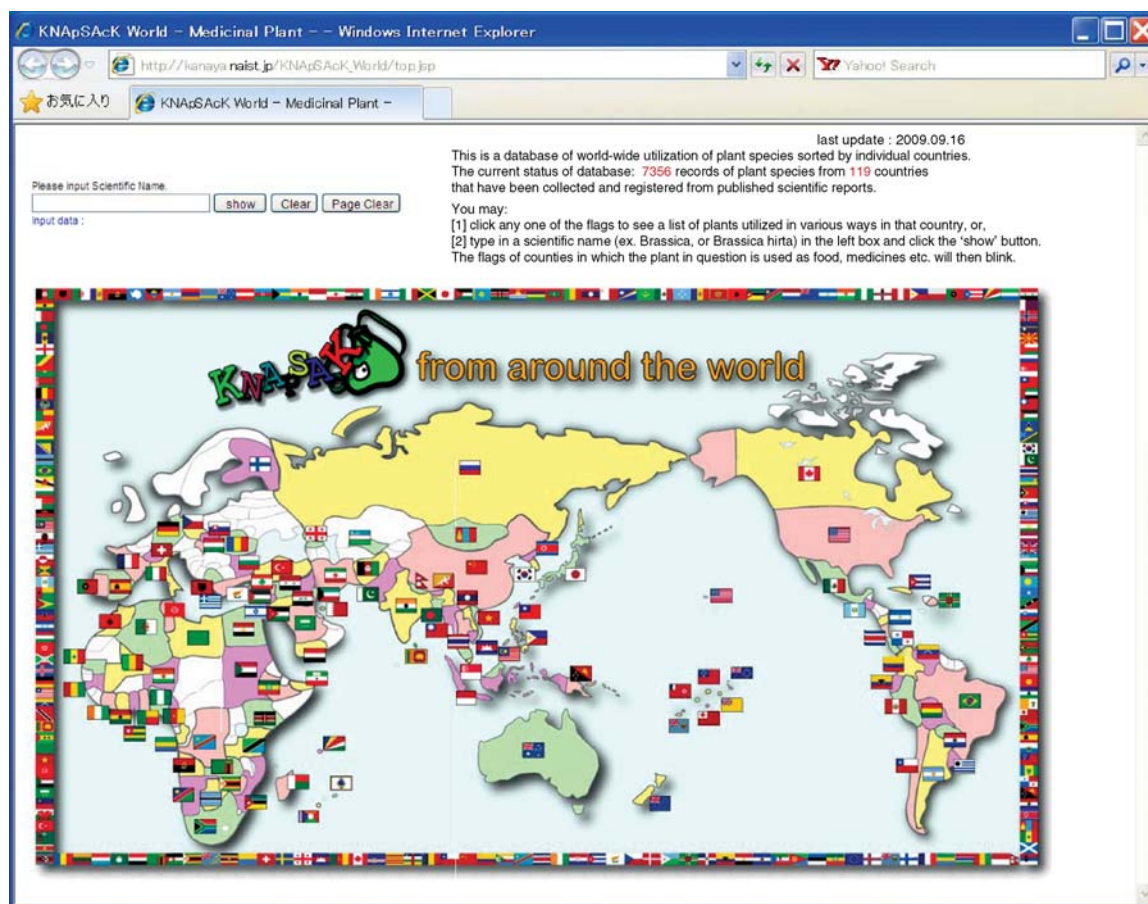 KNApSAcK World - Medicinal Plant - - Windows Internet Explorer
http://kanaya.naist.jp/KNApSAcK_World/top.jsp
Yahoo! Search
お気に入り
KNApSAcK World - Medicinal Plant -
last update : 2009.09.16
This is a database of world-wide utilization of plant species sorted by individual countries.
The current status of database: 7356 records of plant species from 119 countries
that have been collected and registered from published scientific reports.
Please input Scientific Name.
show Clear Page Clear
Input data :
You may:
[1] click any one of the flags to see a list of plants utilized in various ways in that country, or,
[2] type in a scientific name (ex. Brassica, or Brassica hirta) in the left box and click the ‘show’ button.
The flags of counties in which the plant in question is used as food, medicines etc. will then blink.
KNApSAcK from around the world